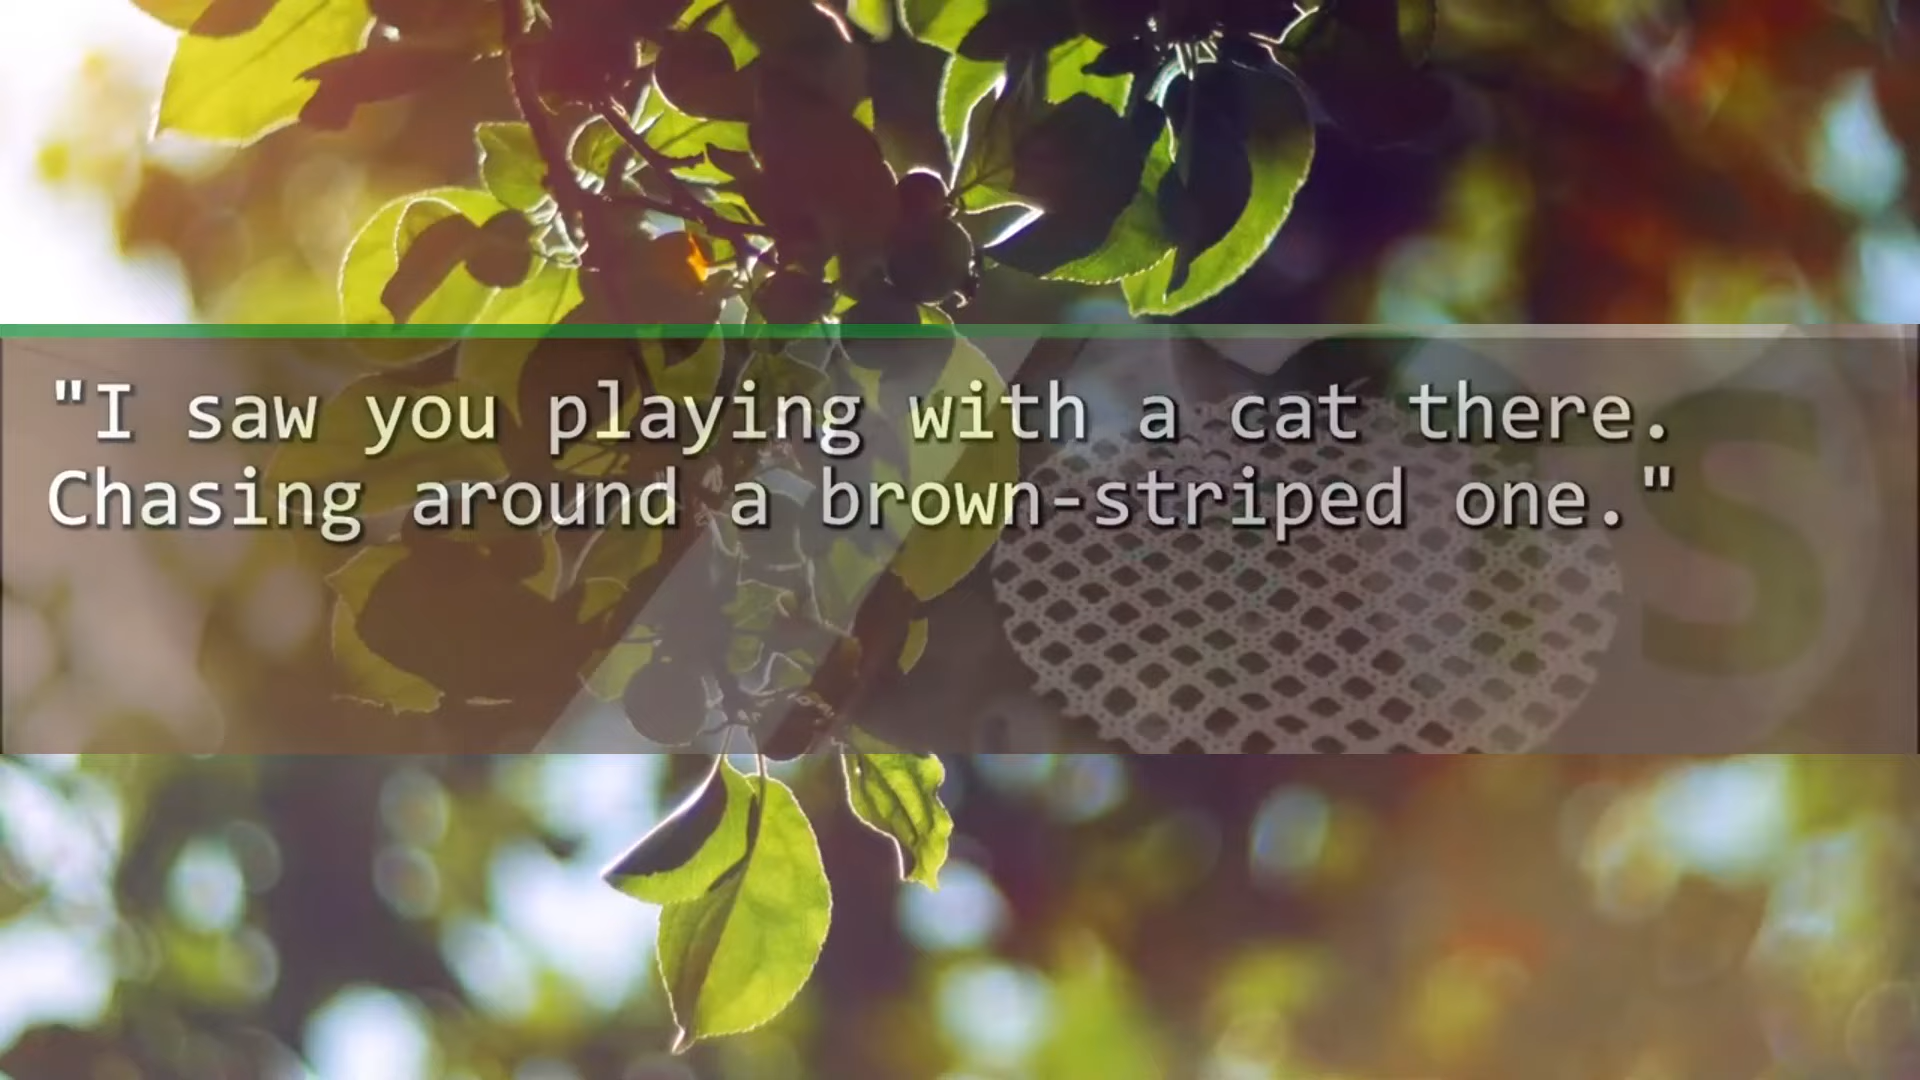 "I saw you playing with a cat there.
Chasing around a brown-striped one."